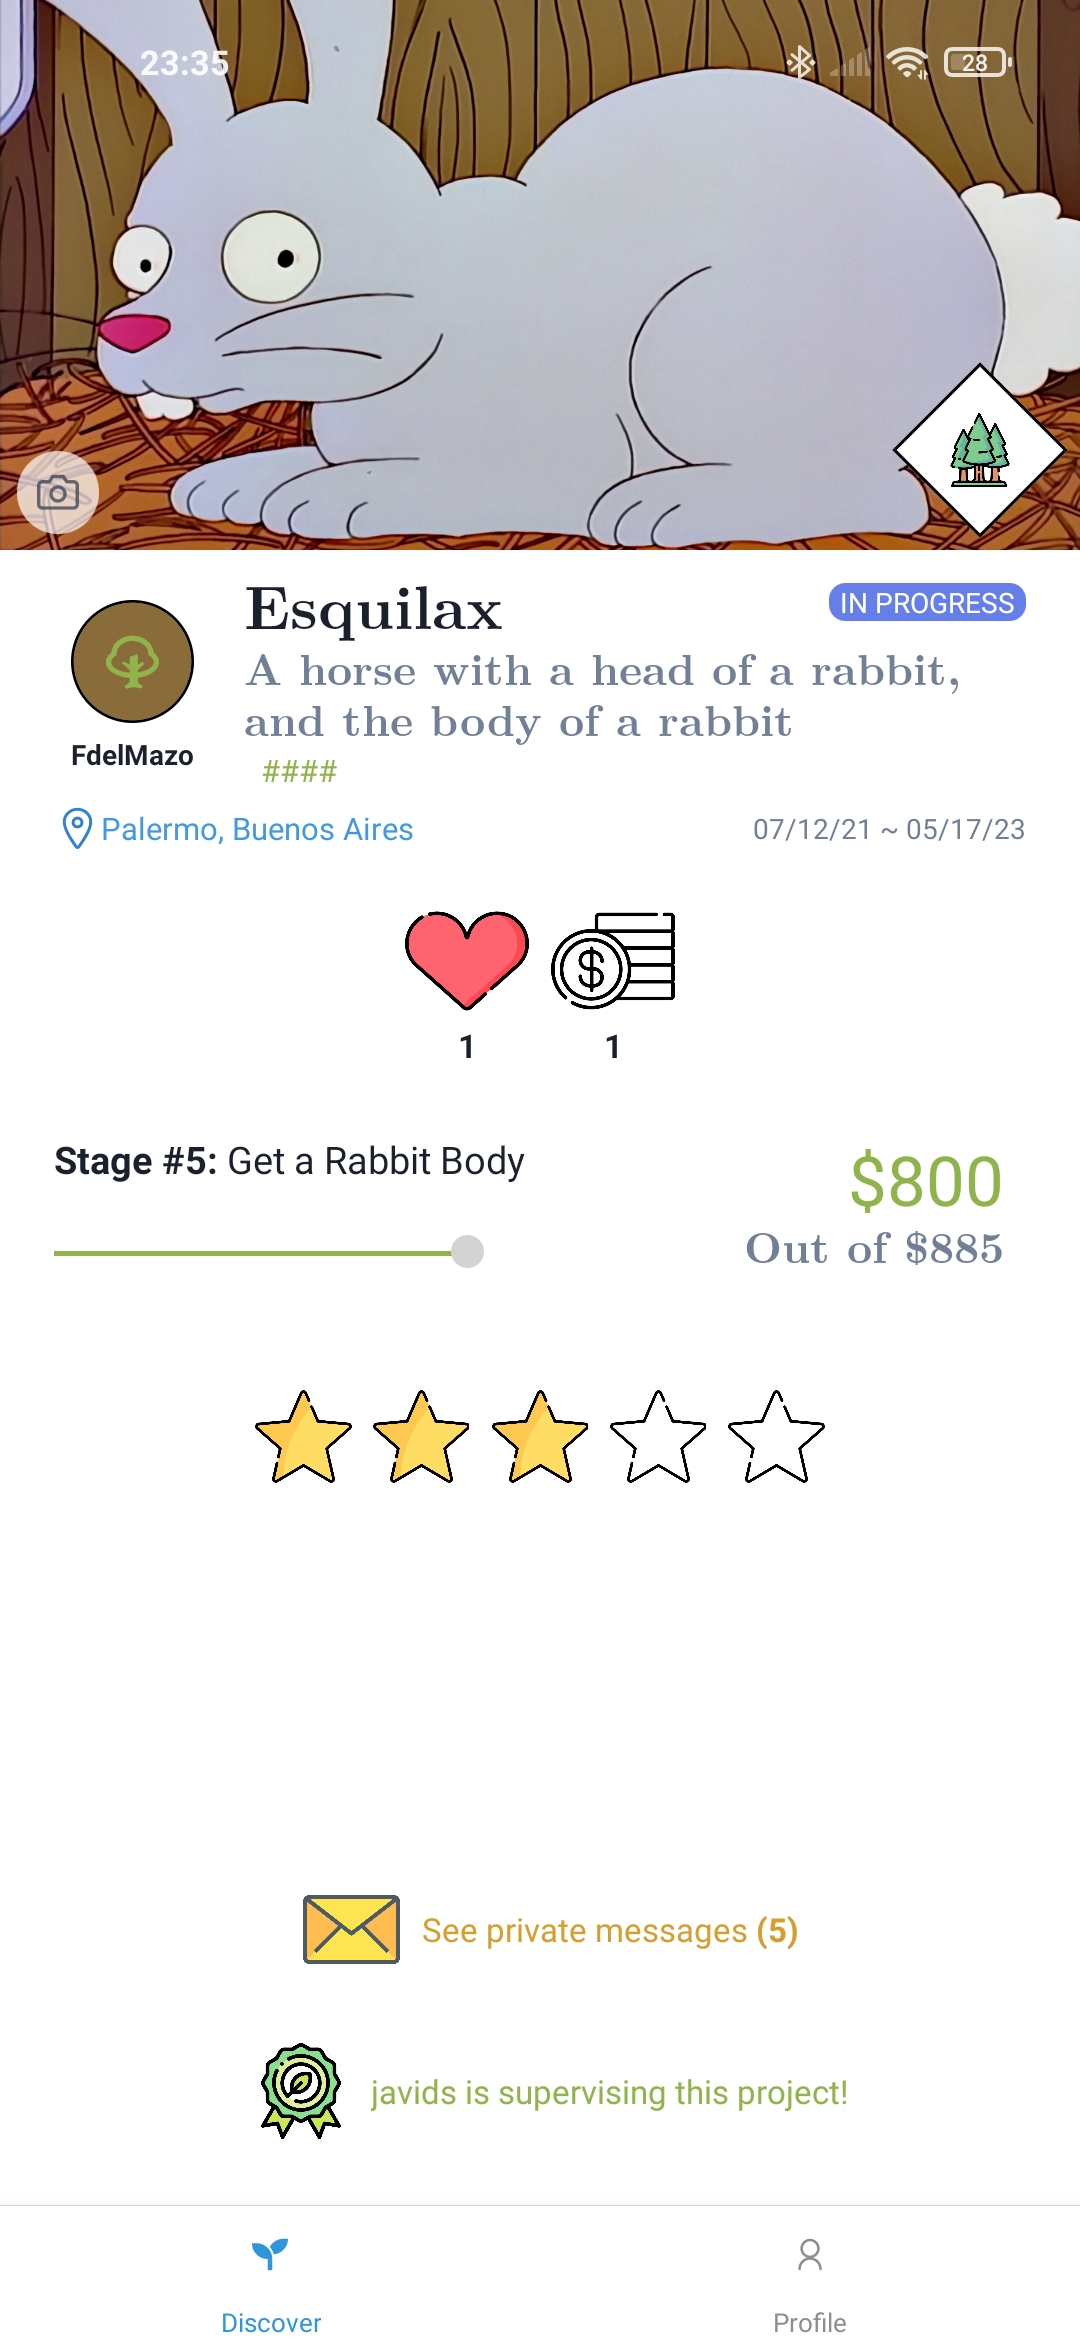 23:35
28
Esquilax
IN PROGRESS
A horse with a head of a rabbit,
and the body of a rabbit
FdelMazo
####
Palermo, Buenos Aires
07/12/21 ~ 05/17/23
$
1
1
Stage #5: Get a Rabbit Body
$800
Out of $885
See private messages (5)
javids is supervising this project!
Discover
Profile